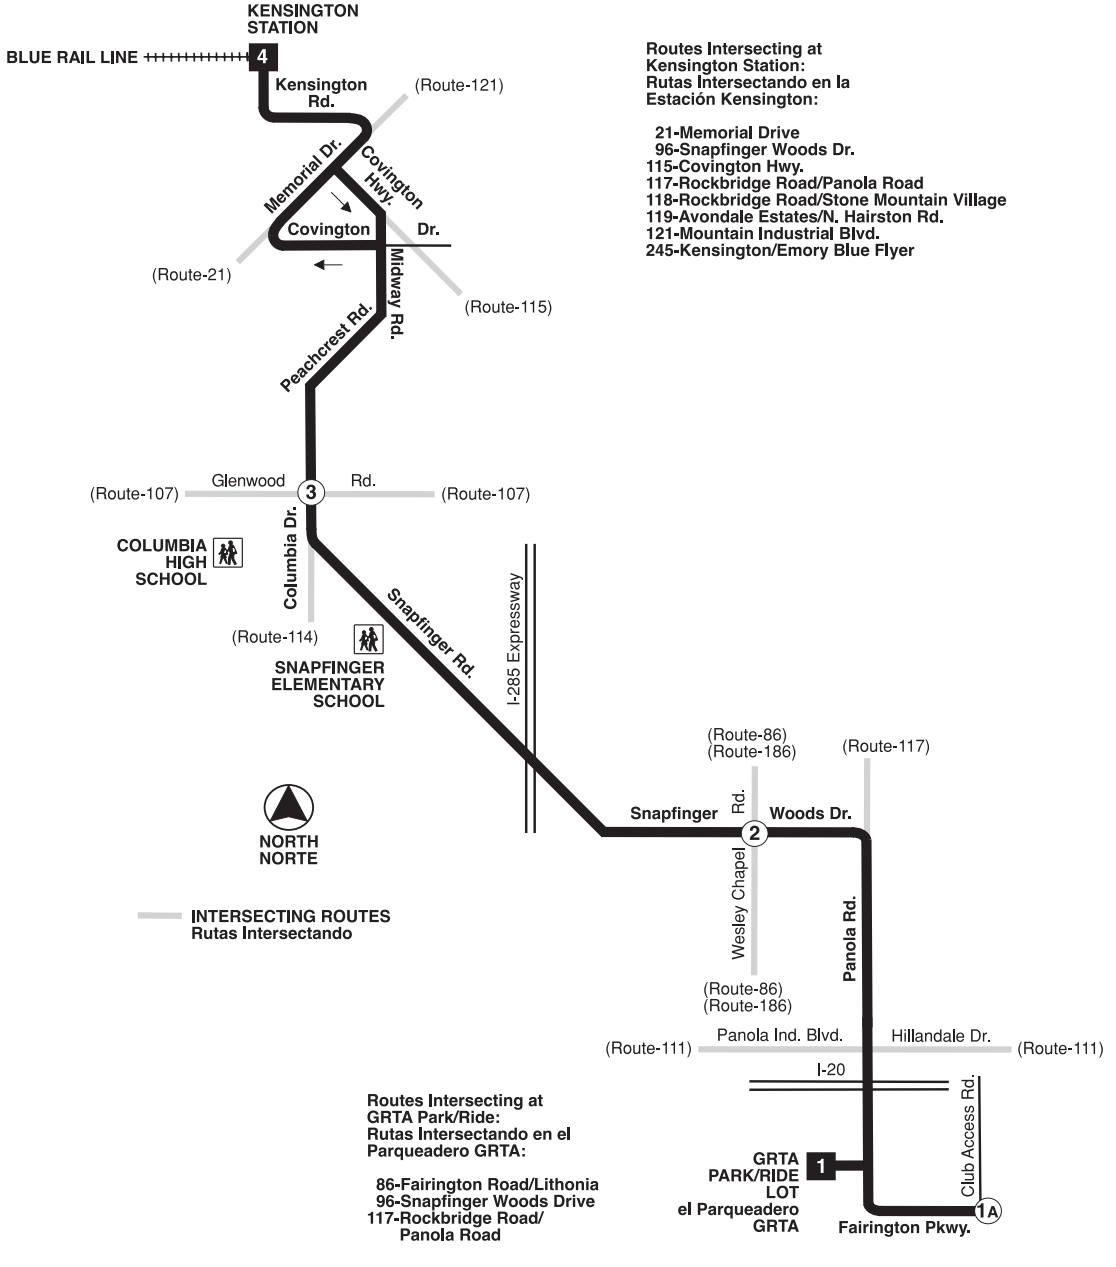 KENSINGTON
STATION
BLUE RAIL LINE
4
Kensington
Rd.
(Route-121)
Routes Intersecting at
Kensington Station:
Rutas Intersectando en la
Estación Kensington:
21-Memorial Drive
96-Snapfinger Woods Dr.
115-Covington Hwy.
117-Rockbridge Road/Panola Road
118-Rockbridge Road/Stone Mountain Village
119-Avondale Estates/N. Hairston Rd.
121-Mountain Industrial Blvd.
245-Kensington/Emory Blue Flyer
Memorial Dr.
Covington
Hwy.
Covington Dr.
(Route-21)
Midway Rd.
(Route-115)
Peachcrest Rd.
Glenwood Rd.
(Route-107)
3
(Route-107)
Columbia Dr.
COLUMBIA
HIGH
SCHOOL
(Route-114)
Snapfinger Rd.
SNAPFINGER
ELEMENTARY
SCHOOL
I-285 Expressway
(Route-86)
(Route-186)
(Route-117)
NORTH
NORTE
Snapfinger Woods Dr.
2
Wesley Chapel Rd.
Panola Rd.
INTERSECTING ROUTES
Rutas Intersectando
(Route-86)
(Route-186)
Panola Ind. Blvd.
Hillandale Dr.
(Route-111)
(Route-111)
I-20
Club Access Rd.
Routes Intersecting at
GRTA Park/Ride:
Rutas Intersectando en el
Parqueadero GRTA:
86-Fairington Road/Lithonia
96-Snapfinger Woods Drive
117-Rockbridge Road/
Panola Road
GRTA
PARK/RIDE
LOT
el Parqueadero
GRTA
1
1A
Fairington Pkwy.